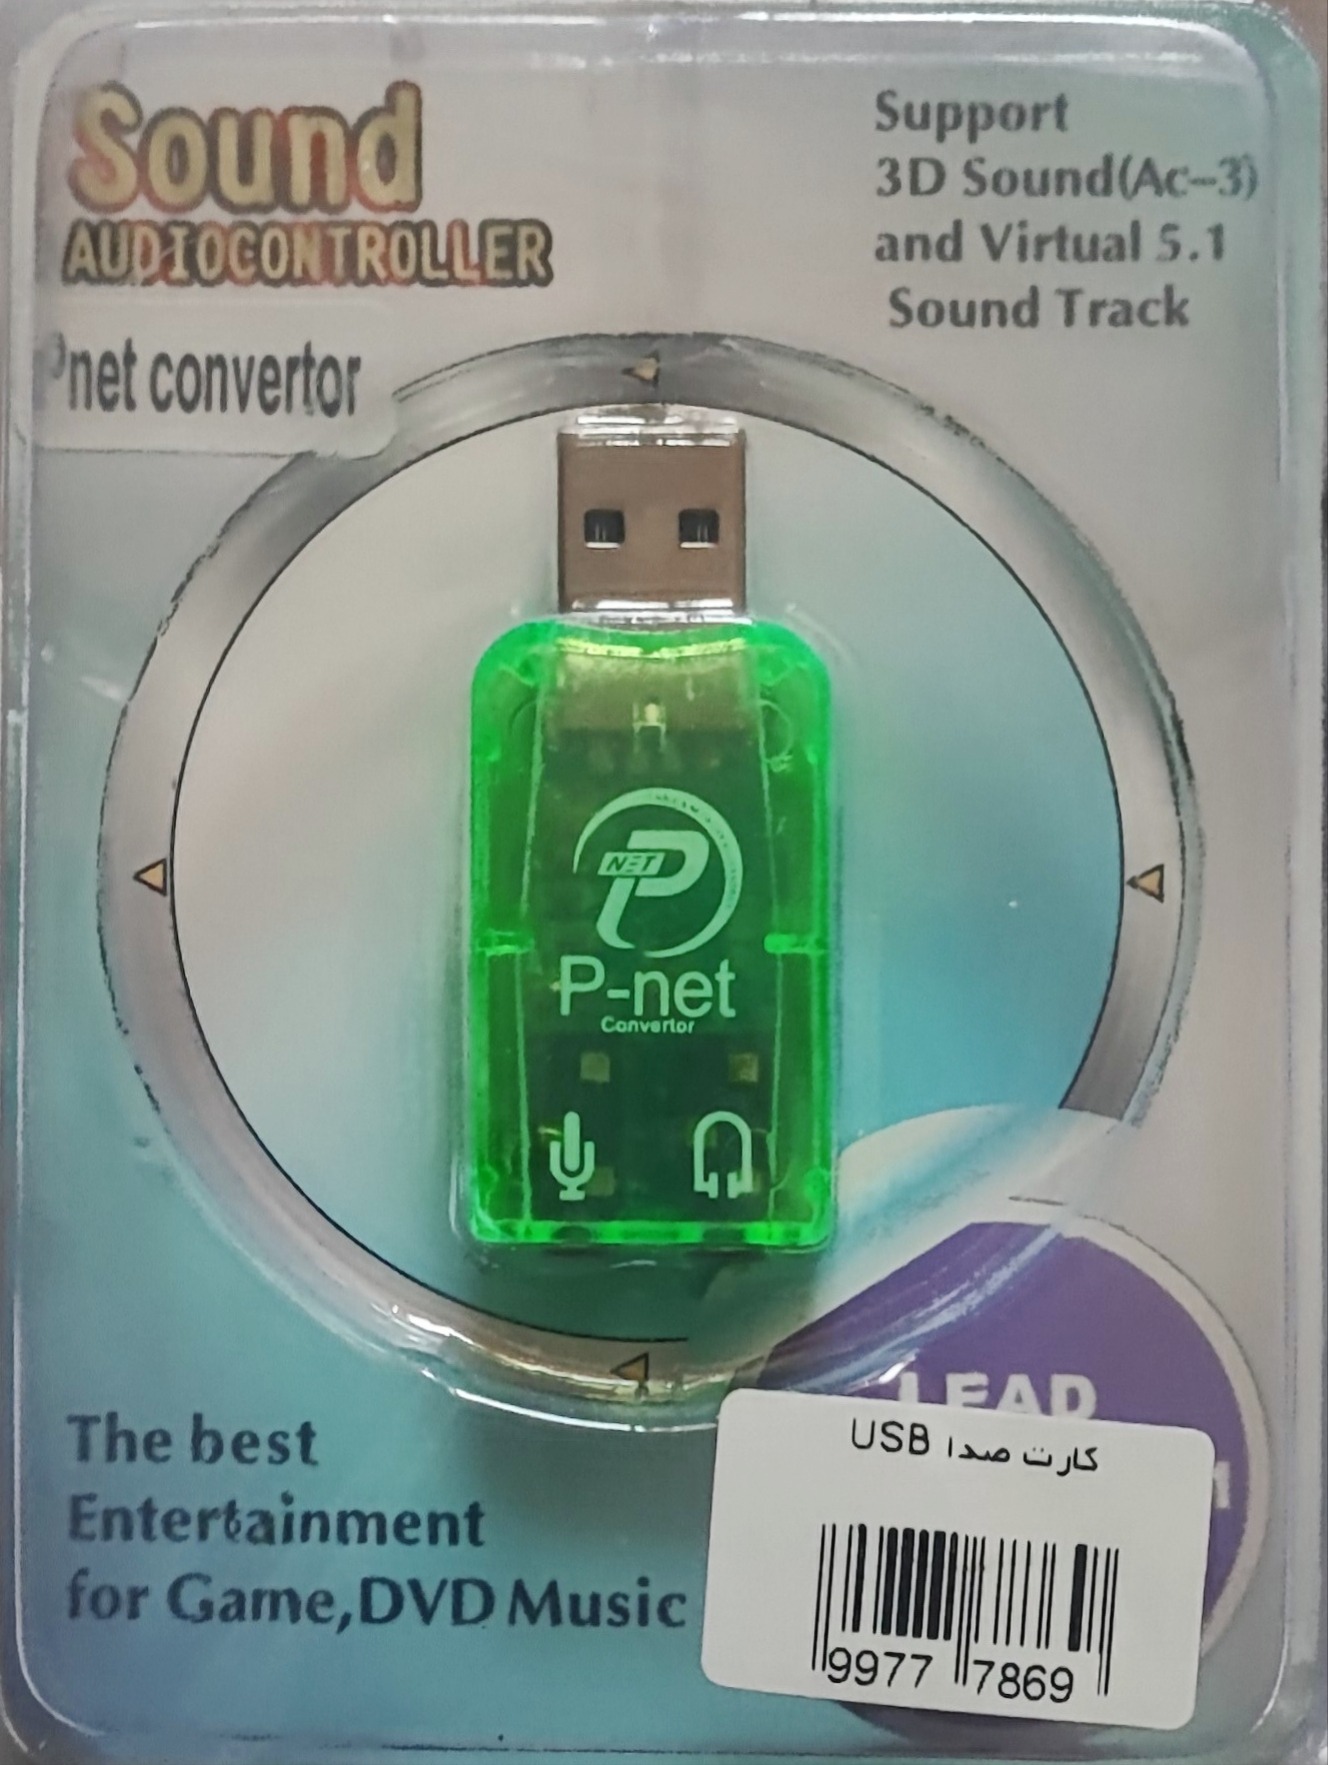 Sound
AUDIOCONTROLLER
Support
3D Sound(Ac-3)
and Virtual 5.1
Sound Track
Pnet convertor
NET
P-net
Convertor
LEAD
The best
Entertainment
for Game,DVD Music
کارت صدا USB
9977 7869